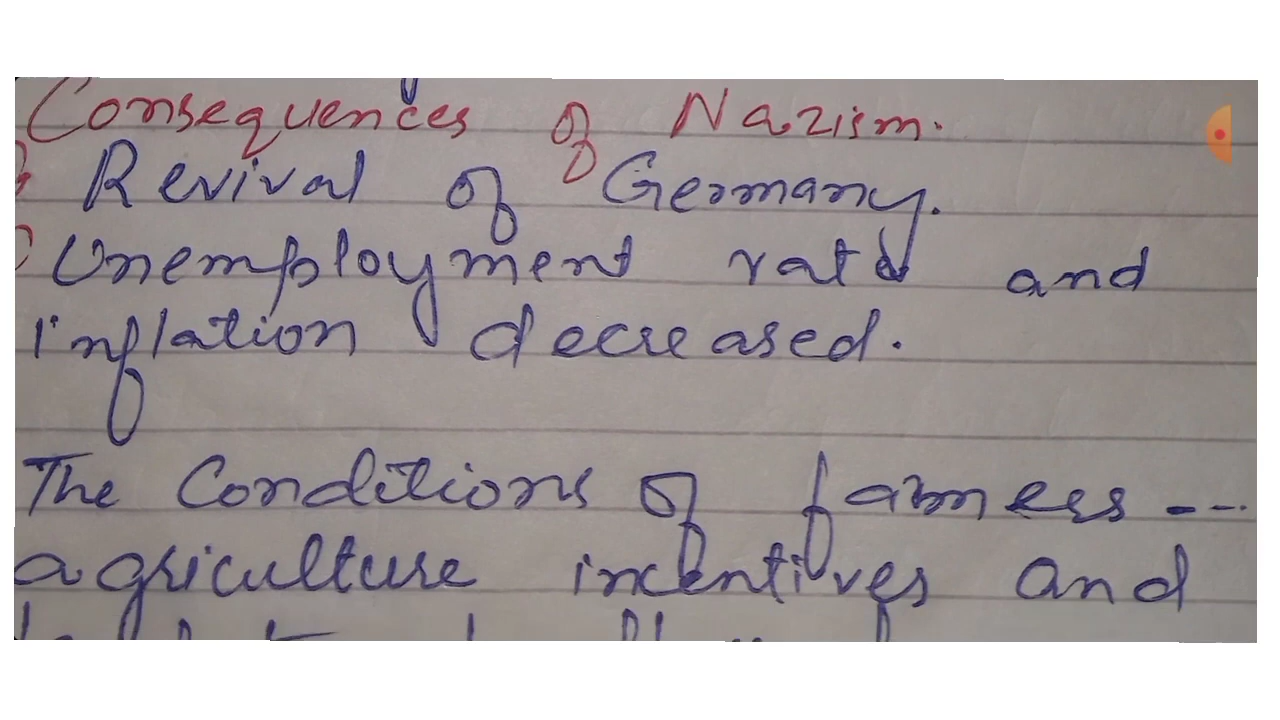 Consequences of Nazism.
Revival of Germany.
Unemployment rate and
inflation decreased.
The Conditions of farmers ---
agriculture incentives and